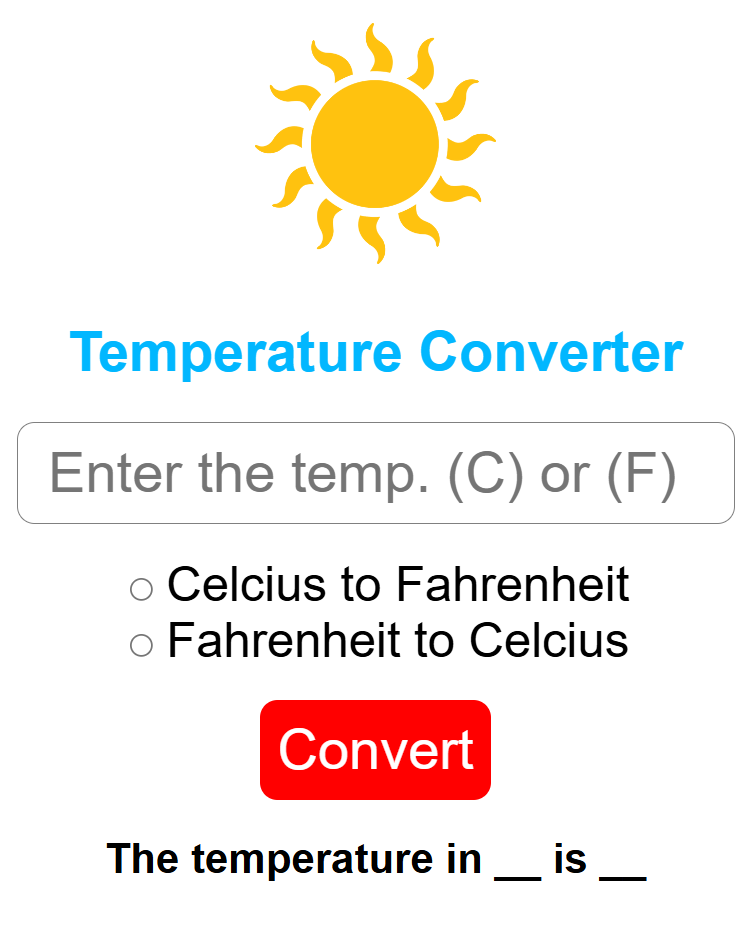 Temperature Converter
Enter the temp. (C) or (F)
Celcius to Fahrenheit
Fahrenheit to Celcius
Convert
The temperature in __ is __